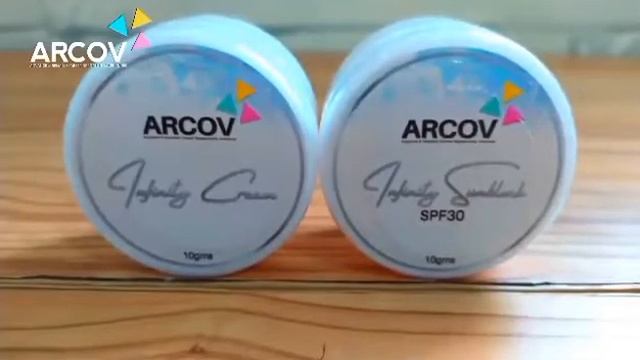 ARCOV
ARCOV
Infinity Cream
10gms
ARCOV
Infinity Sunblock
SPF30
10gms